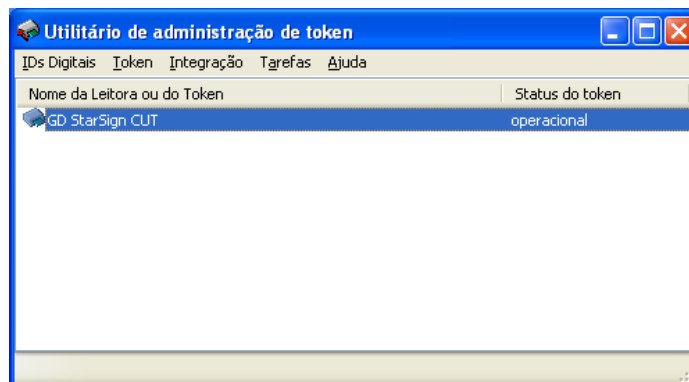 Utilitário de administração de token
IDs Digitais Token Integração Tarefas Ajuda
Nome da Leitora ou do Token Status do token
GD StarSign CUT operacional